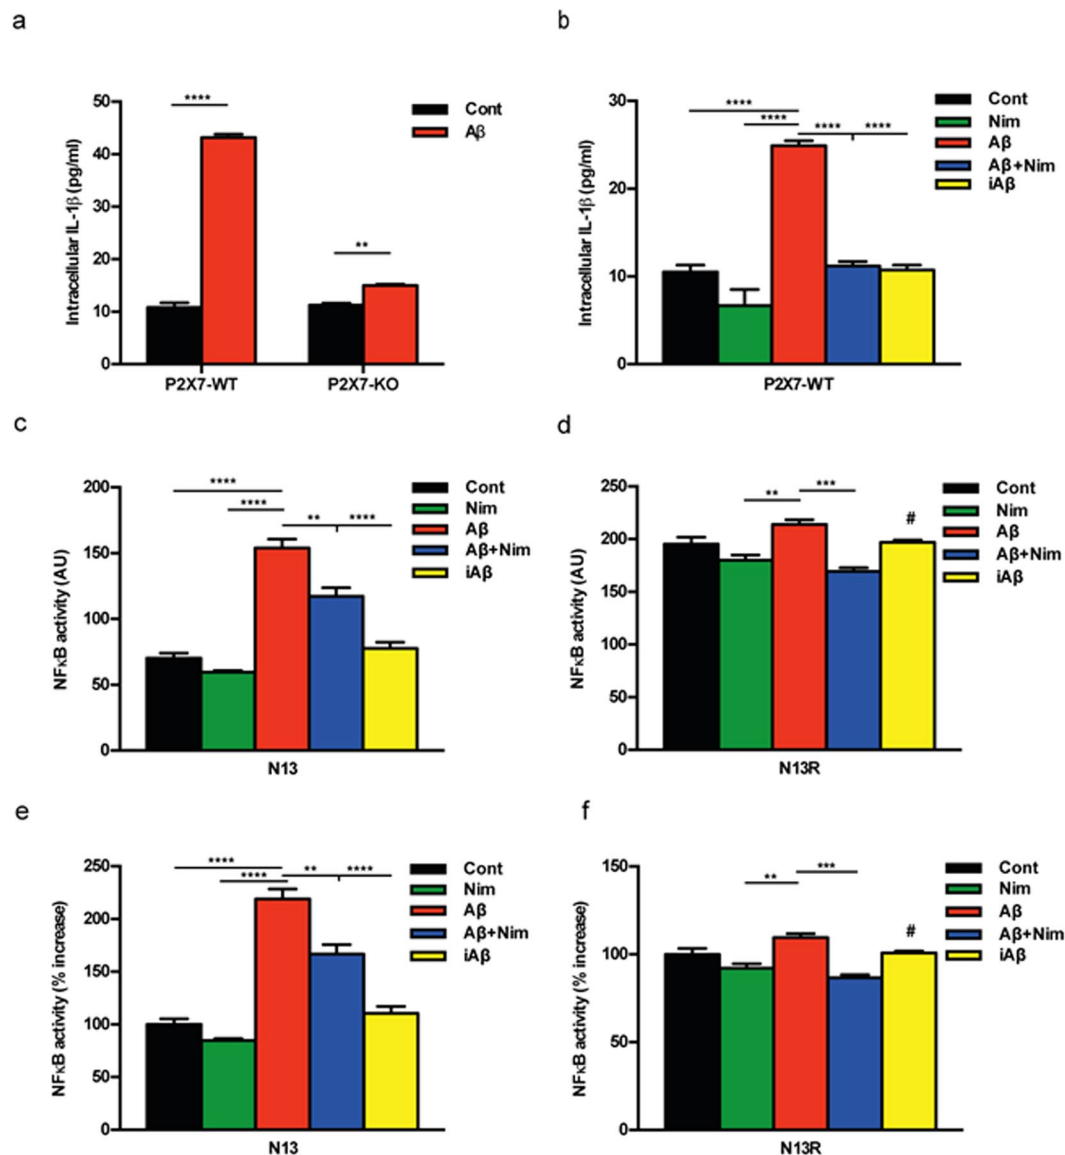 a
****
**
Cont
Aβ
Intracellular IL-1β (pg/ml)
50
40
30
20
10
0
P2X7-WT
P2X7-KO
b
****
****
****
****
Cont
Nim
Aβ
Aβ+Nim
iAβ
Intracellular IL-1β (pg/ml)
30
20
10
0
P2X7-WT
c
****
****
**
****
Cont
Nim
Aβ
Aβ+Nim
iAβ
NFκB activity (AU)
200
150
100
50
0
N13
d
**
***
#
Cont
Nim
Aβ
Aβ+Nim
iAβ
NFκB activity (AU)
250
200
150
100
50
0
N13R
e
****
****
**
****
Cont
Nim
Aβ
Aβ+Nim
iAβ
NFκB activity (% increase)
250
200
150
100
50
0
N13
f
**
***
#
Cont
Nim
Aβ
Aβ+Nim
iAβ
NFκB activity (% increase)
150
100
50
0
N13R